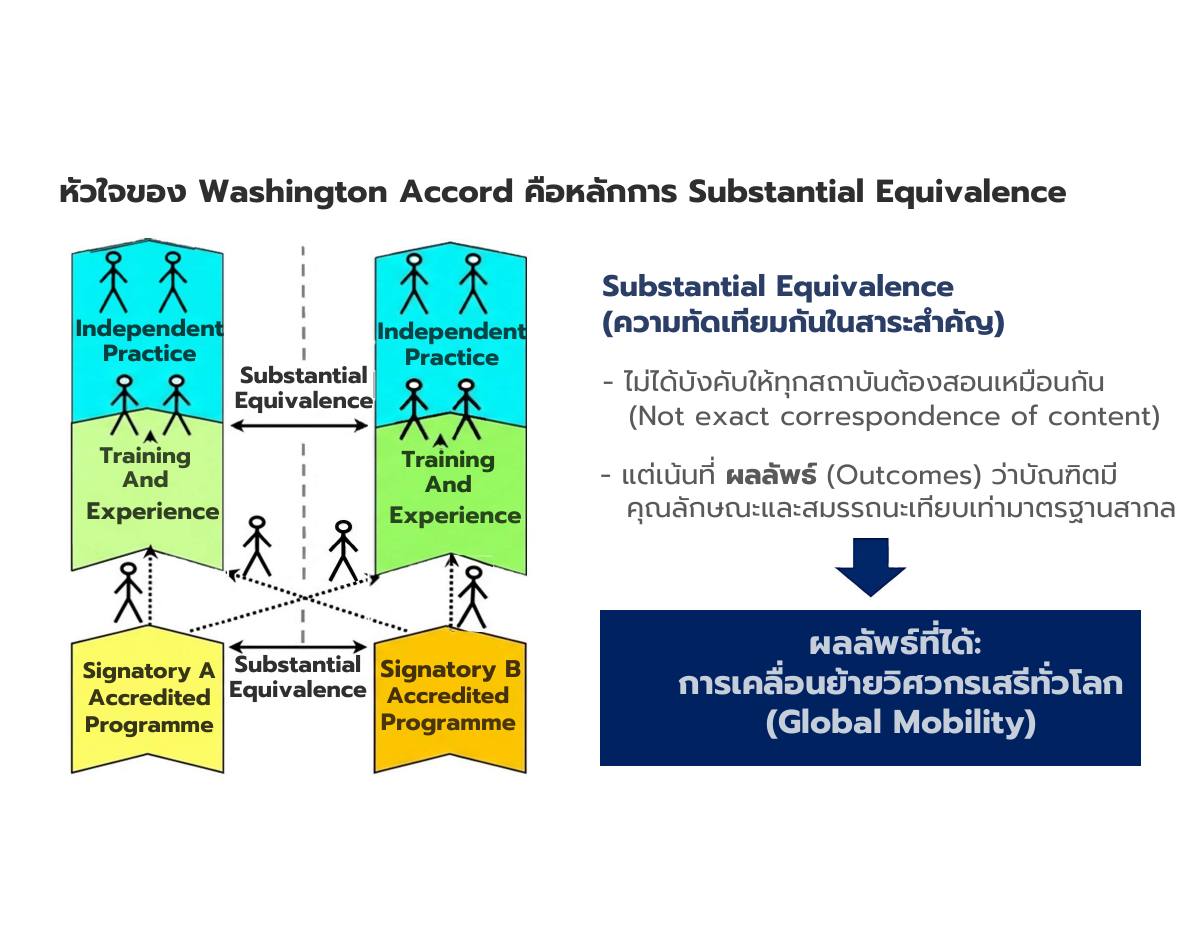 หัวใจของ Washington Accord คือหลักการ Substantial Equivalence
Independent
Practice
Training
And
Experience
Signatory A
Accredited
Programme
Substantial
Equivalence
Substantial
Equivalence
Independent
Practice
Training
And
Experience
Signatory B
Accredited
Programme
Substantial Equivalence
(ความทัดเทียมกันในสาระสำคัญ)
- ไม่ได้บังคับให้ทุกสถาบันต้องสอนเหมือนกัน
(Not exact correspondence of content)
- แต่เน้นที่ ผลลัพธ์ (Outcomes) ว่าบัณฑิตมี
คุณลักษณะและสมรรถนะเทียบเท่ามาตรฐานสากล
ผลลัพธ์ที่ได้:
การเคลื่อนย้ายวิศวกรเสรีทั่วโลก
(Global Mobility)